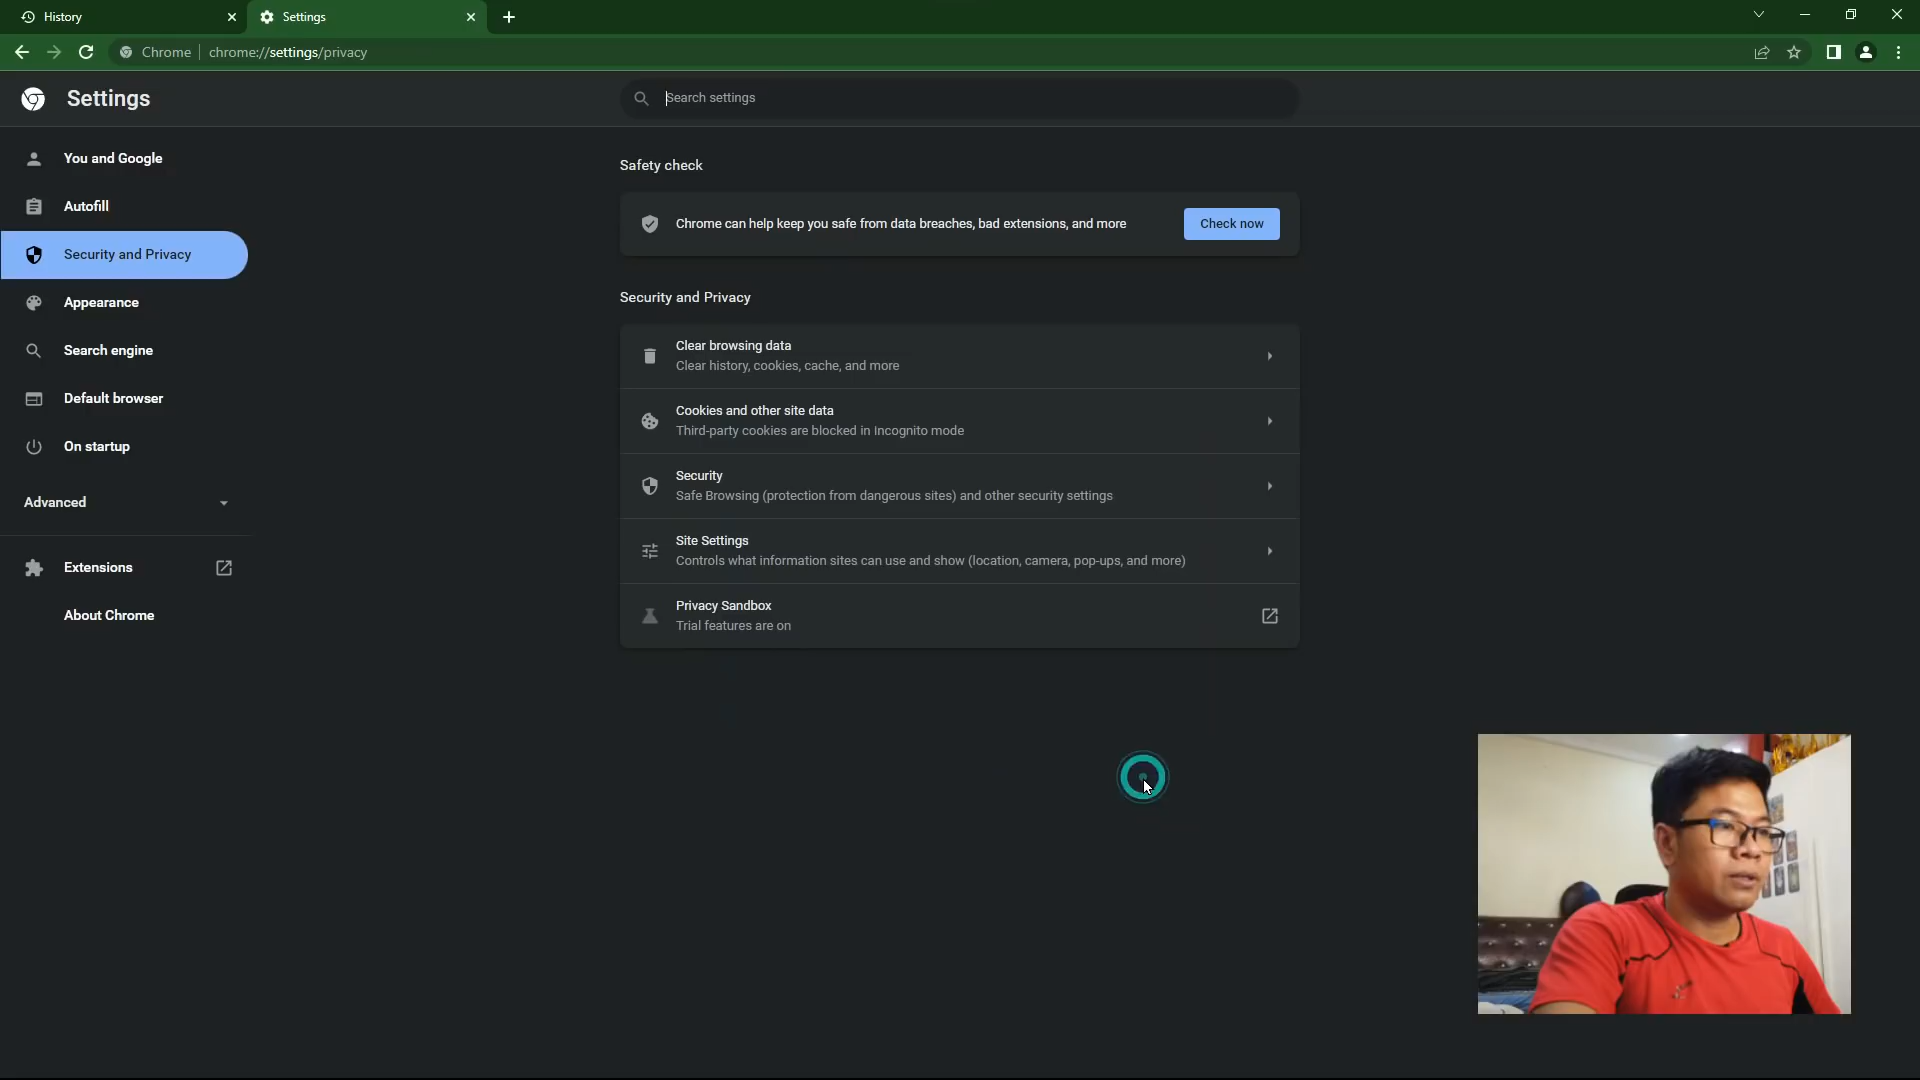 History
Settings
Chrome
chrome://settings/privacy
Settings
Search settings
You and Google
Autofill
Security and Privacy
Appearance
Search engine
Default browser
On startup
Advanced
Extensions
About Chrome
Safety check
Chrome can help keep you safe from data breaches, bad extensions, and more
Check now
Security and Privacy
Clear browsing data
Clear history, cookies, cache, and more
Cookies and other site data
Third-party cookies are blocked in Incognito mode
Security
Safe Browsing (protection from dangerous sites) and other security settings
Site Settings
Controls what information sites can use and show (location, camera, pop-ups, and more)
Privacy Sandbox
Trial features are on